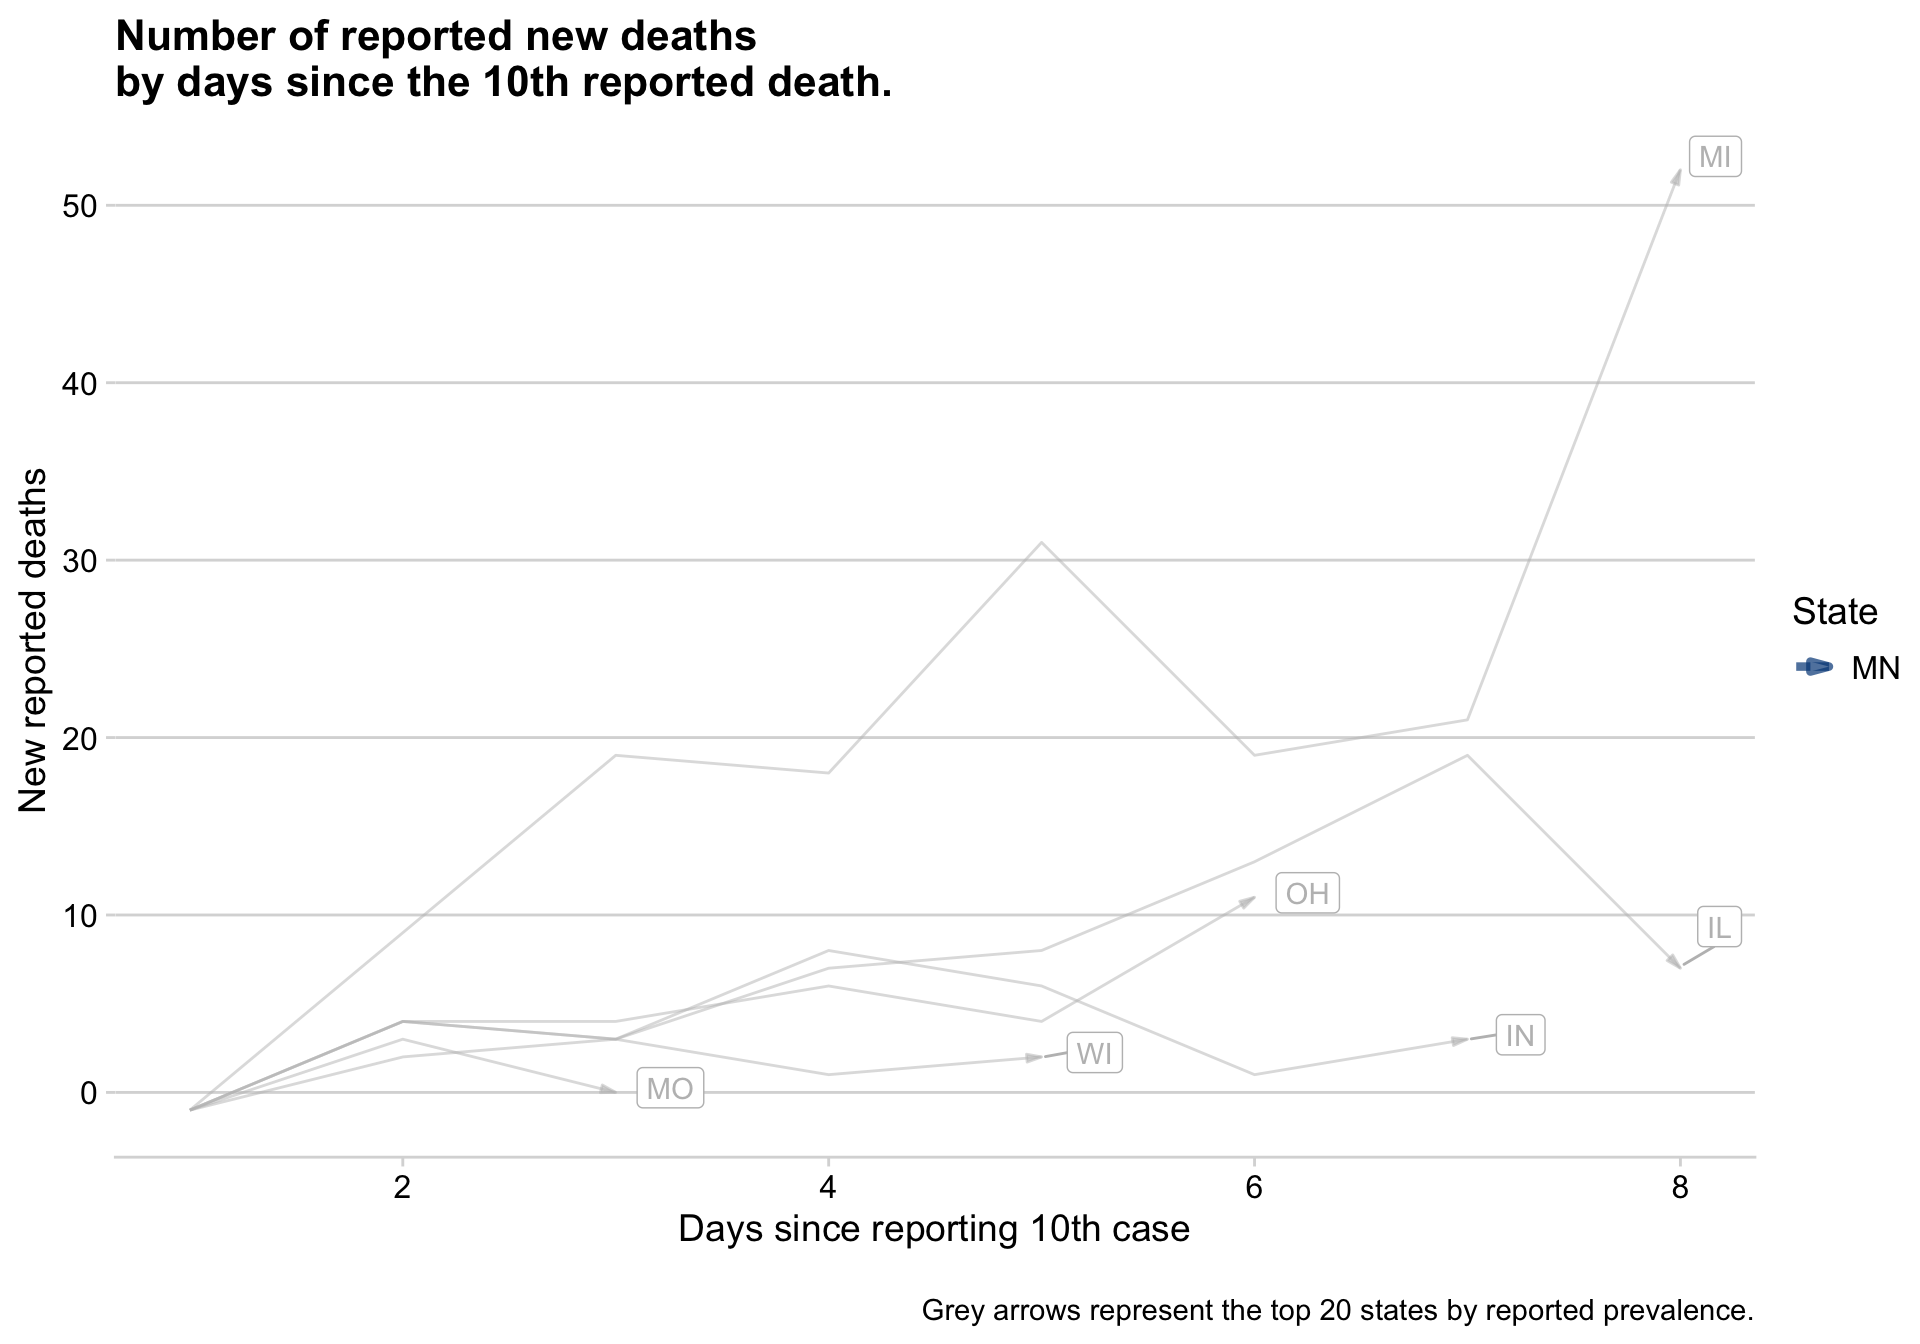 Number of reported new deaths
by days since the 10th reported death.
MI
50
40
30
20
10
0
New reported deaths
OH
IL
IN
WI
MO
State
MN
2
4
6
8
Days since reporting 10th case
Grey arrows represent the top 20 states by reported prevalence.